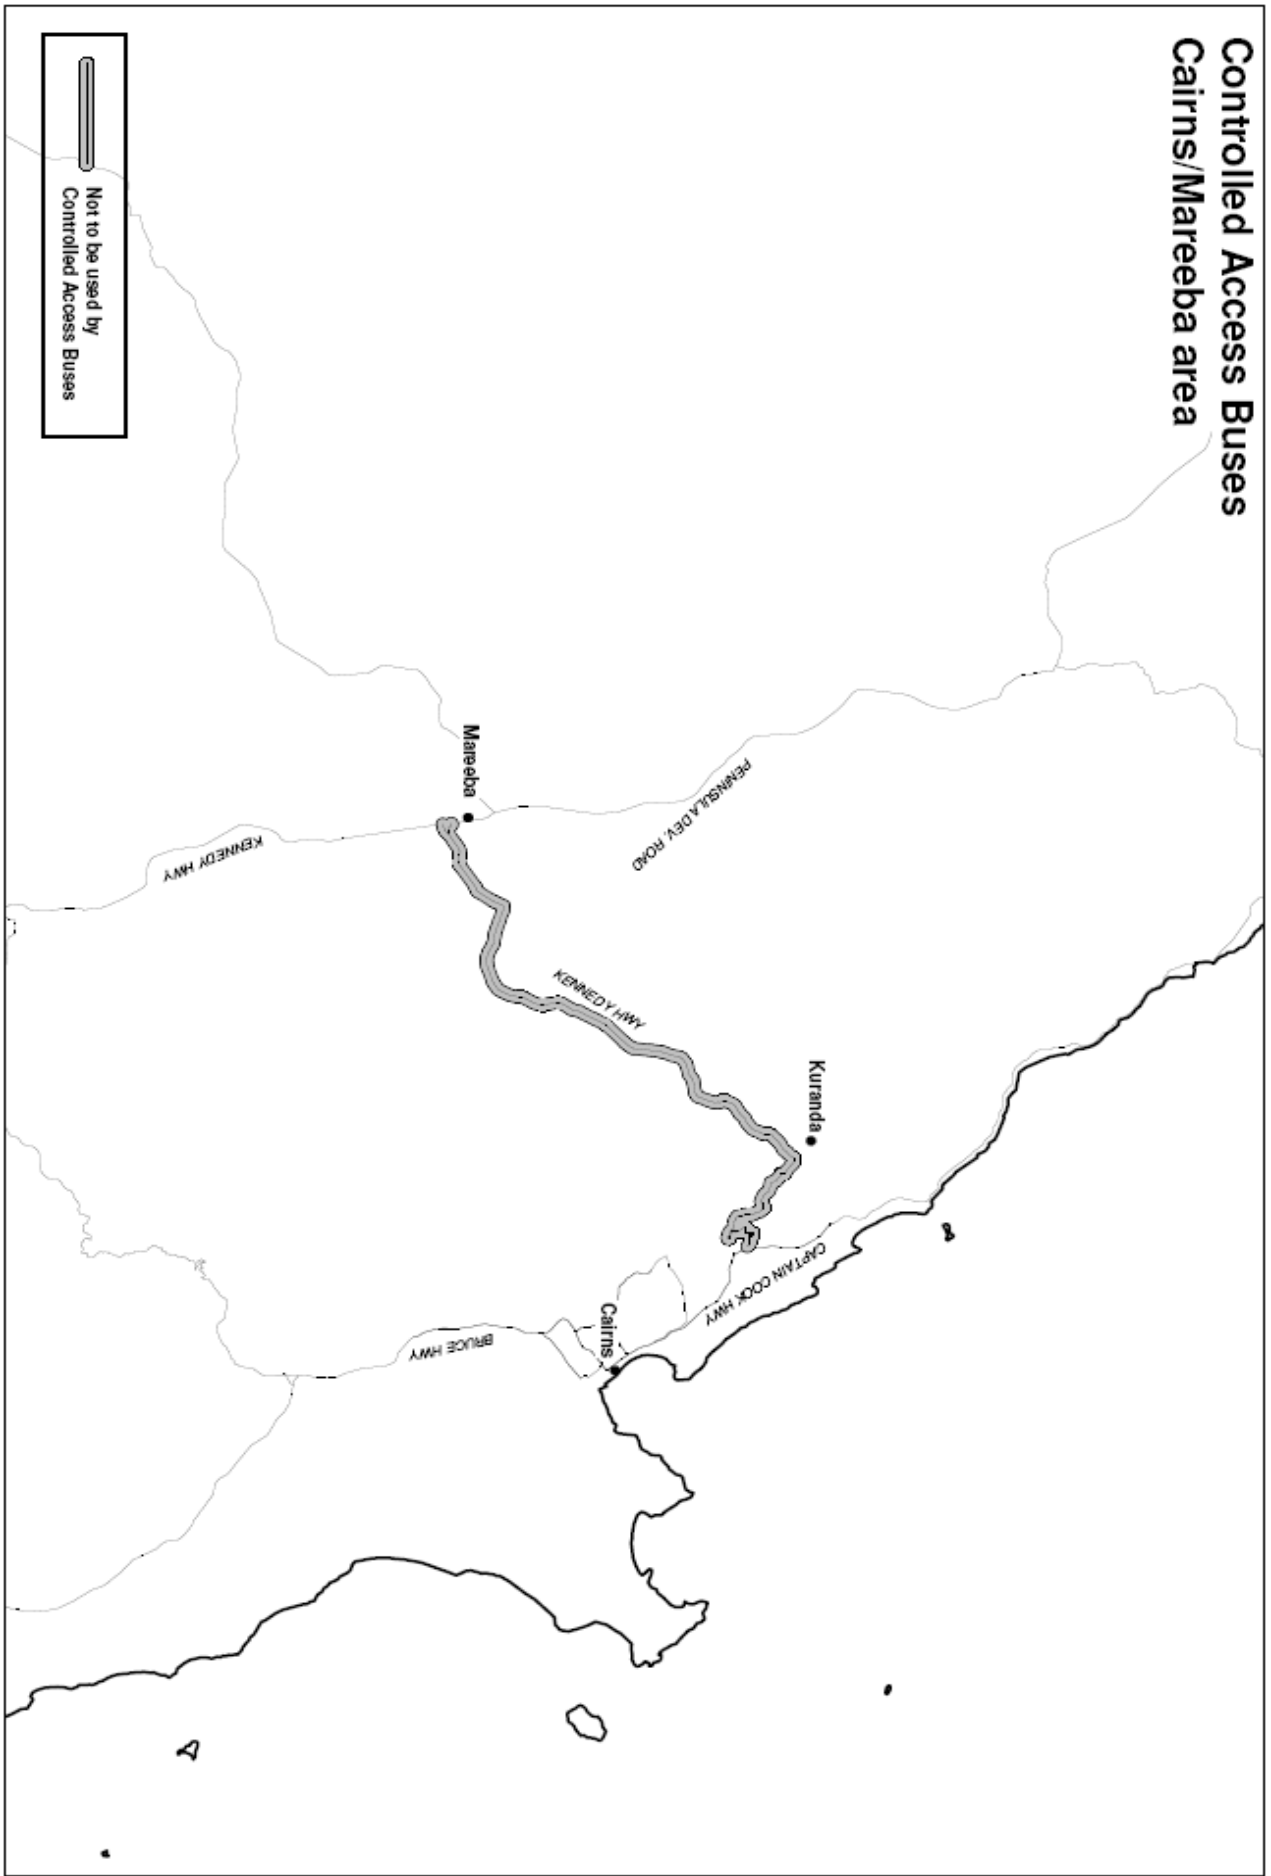 Controlled Access Buses
Cairns/Mareeba area
PENINSULA DEV. ROAD
Kuranda
CAPTAIN COOK HWY
Mareeba
KENNEDY HWY
Cairns
KENNEDY HWY
BRUCE HWY
Not to be used by
Controlled Access Buses